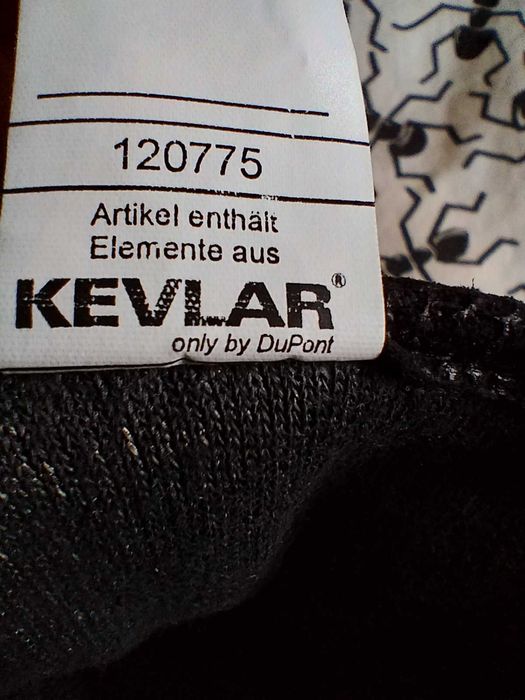 120775
Artikel enthält
Elemente aus
KEVLAR®
only by DuPont